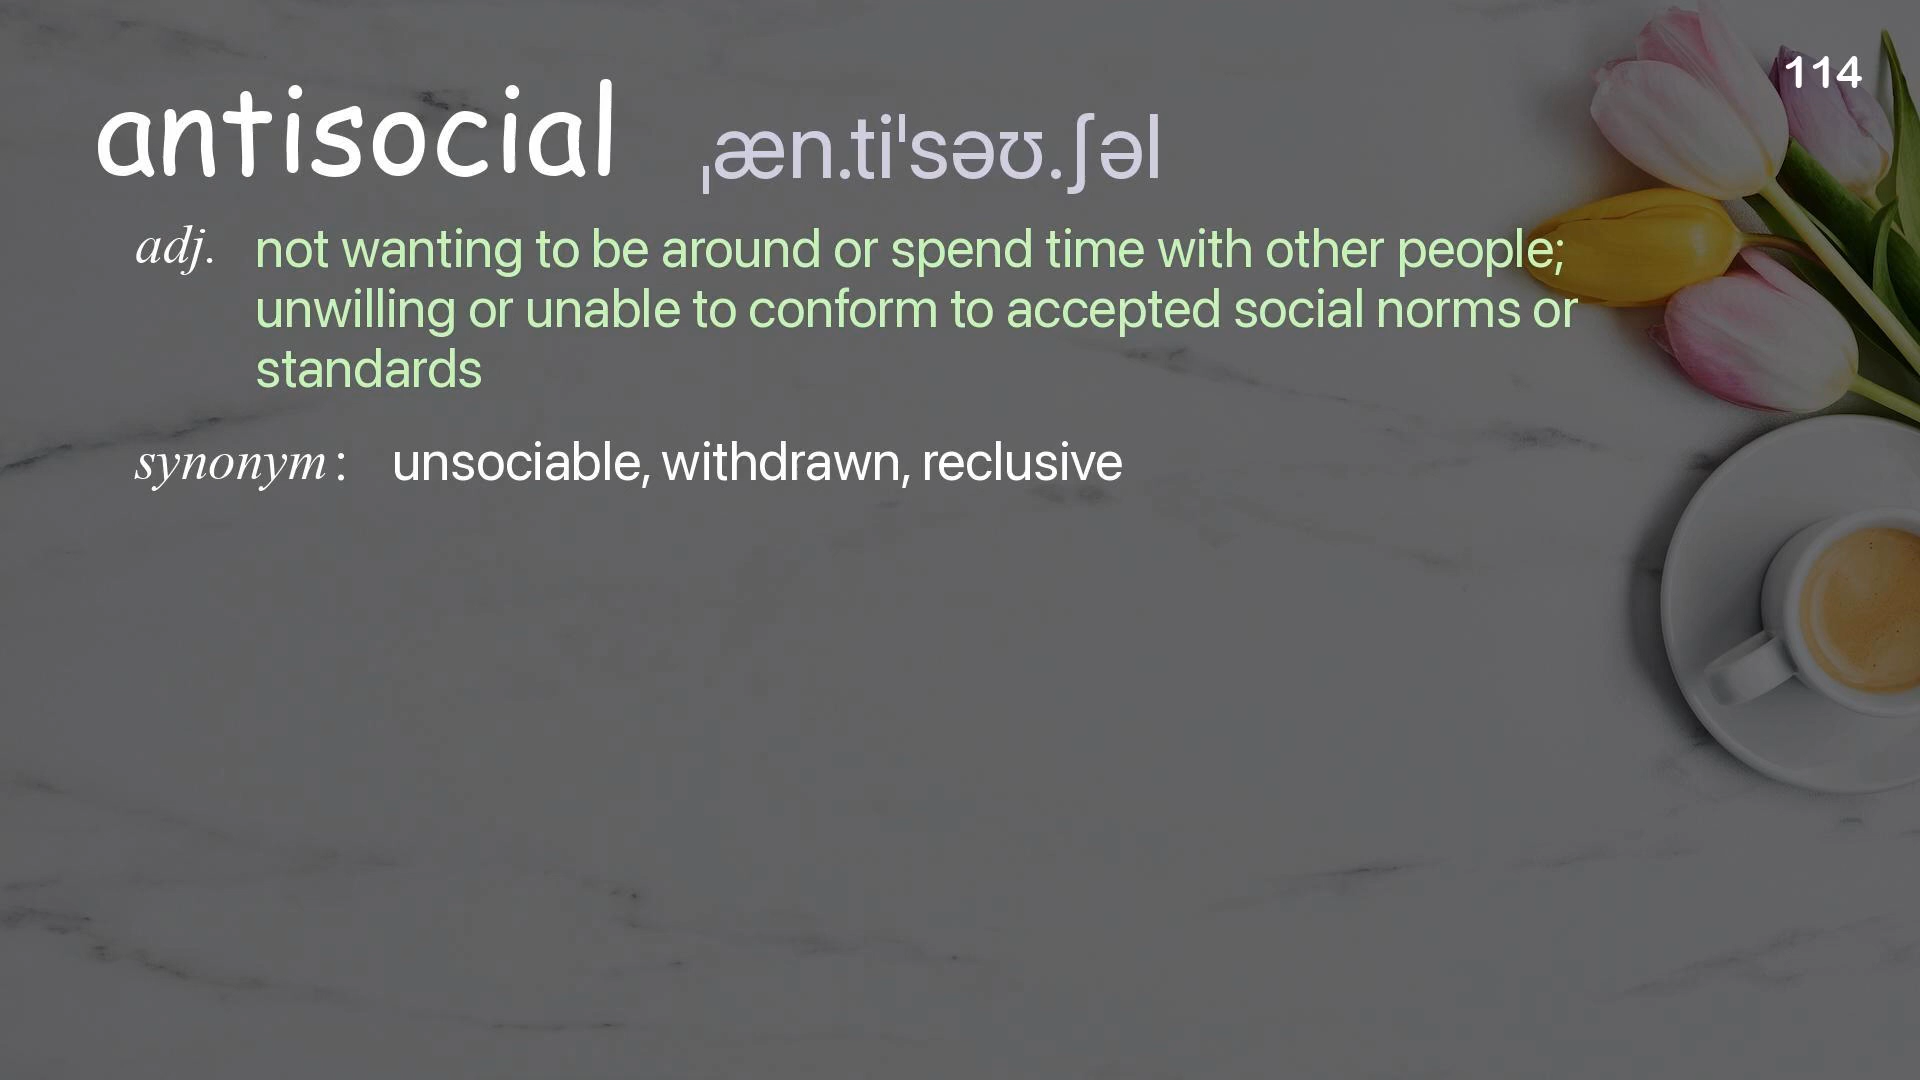 114
antisocial ˌæn.tiˈsəʊ.ʃəl
adj. not wanting to be around or spend time with other people;
unwilling or unable to conform to accepted social norms or
standards
synonym: unsociable, withdrawn, reclusive